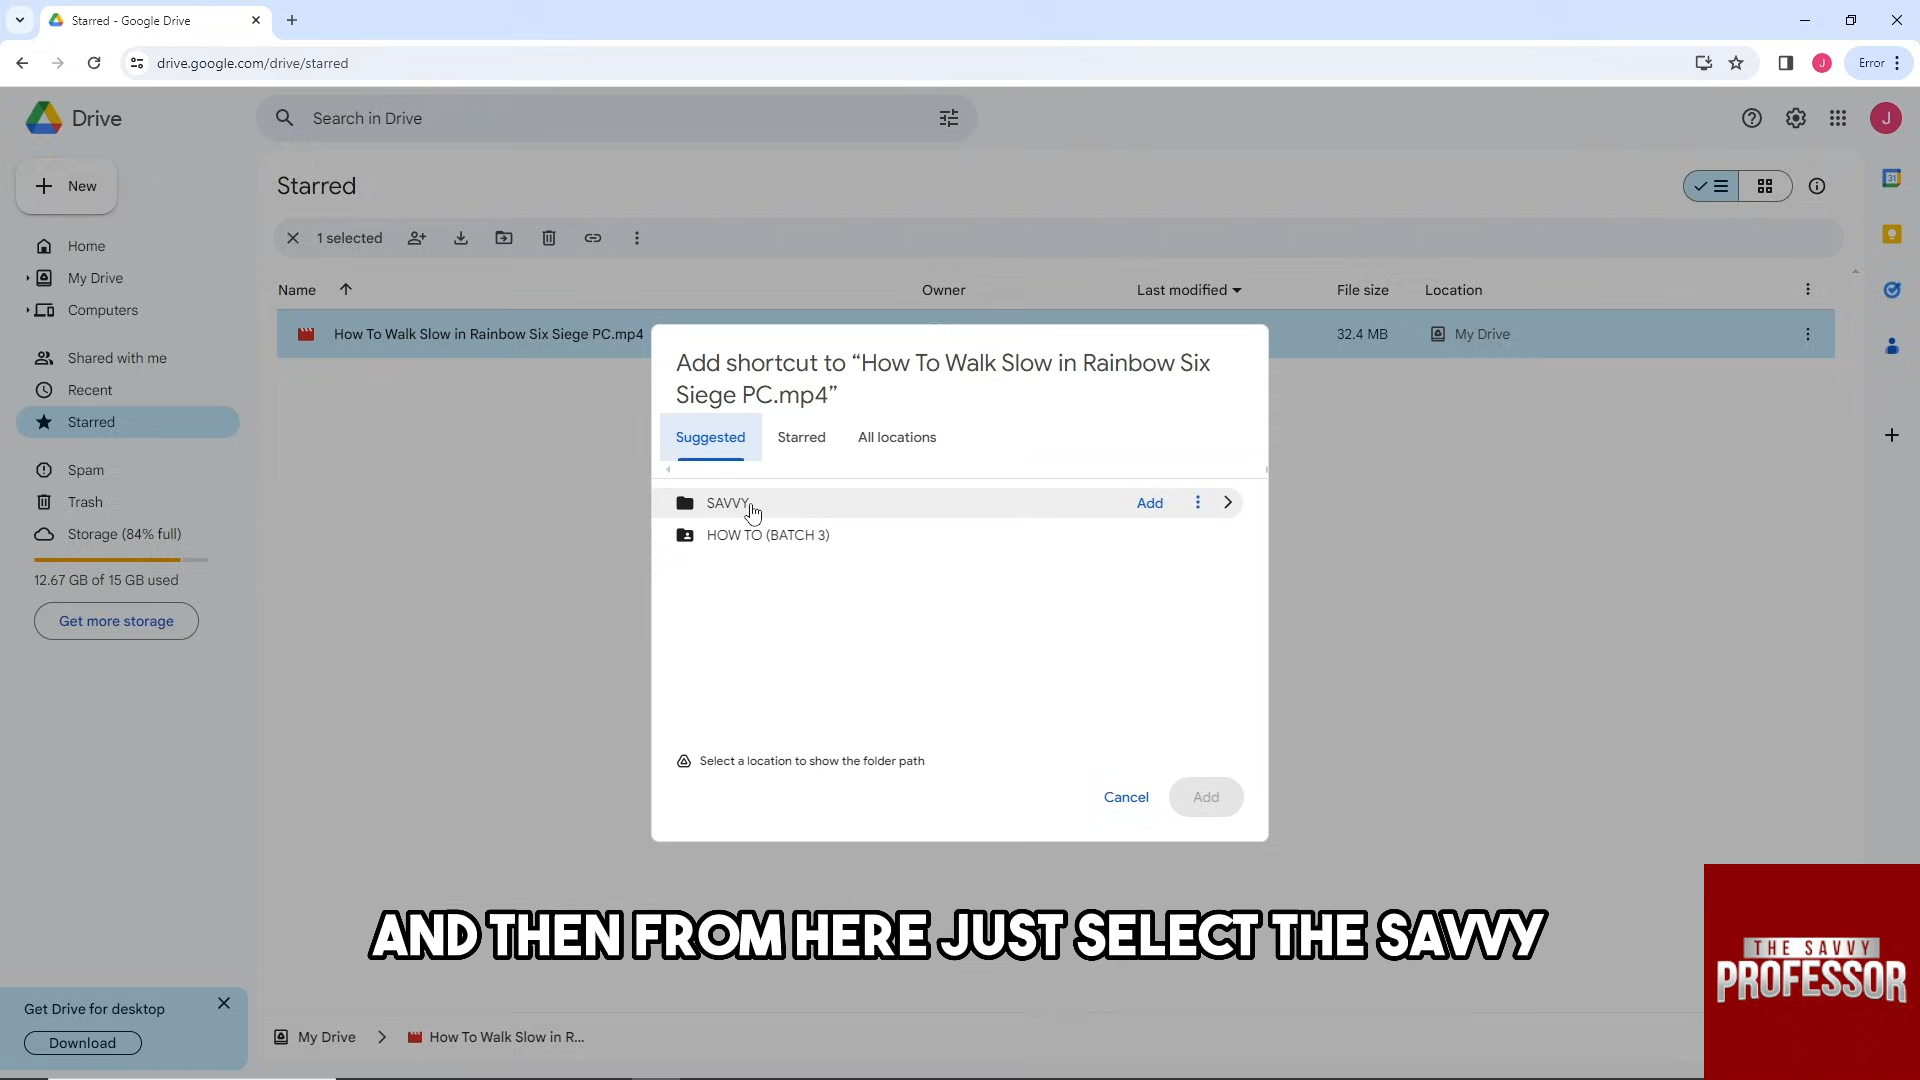 Starred - Google Drive
drive.google.com/drive/starred
J
Error
Drive
Search in Drive
J
New
Starred
31
1 selected
Home
My Drive
Computers
Name
Owner
Last modified
File size
Location
How To Walk Slow in Rainbow Six Siege PC.mp4
32.4 MB
My Drive
Shared with me
Recent
Starred
Spam
Trash
Storage (84% full)
12.67 GB of 15 GB used
Get more storage
Add shortcut to “How To Walk Slow in Rainbow Six
Siege PC.mp4”
Suggested
Starred
All locations
SAVVY
Add
HOW TO (BATCH 3)
Select a location to show the folder path
Cancel
Add
AND THEN FROM HERE JUST SELECT THE SAVVY
THE SAVVY
PROFESSOR
Get Drive for desktop
Download
My Drive
How To Walk Slow in R...